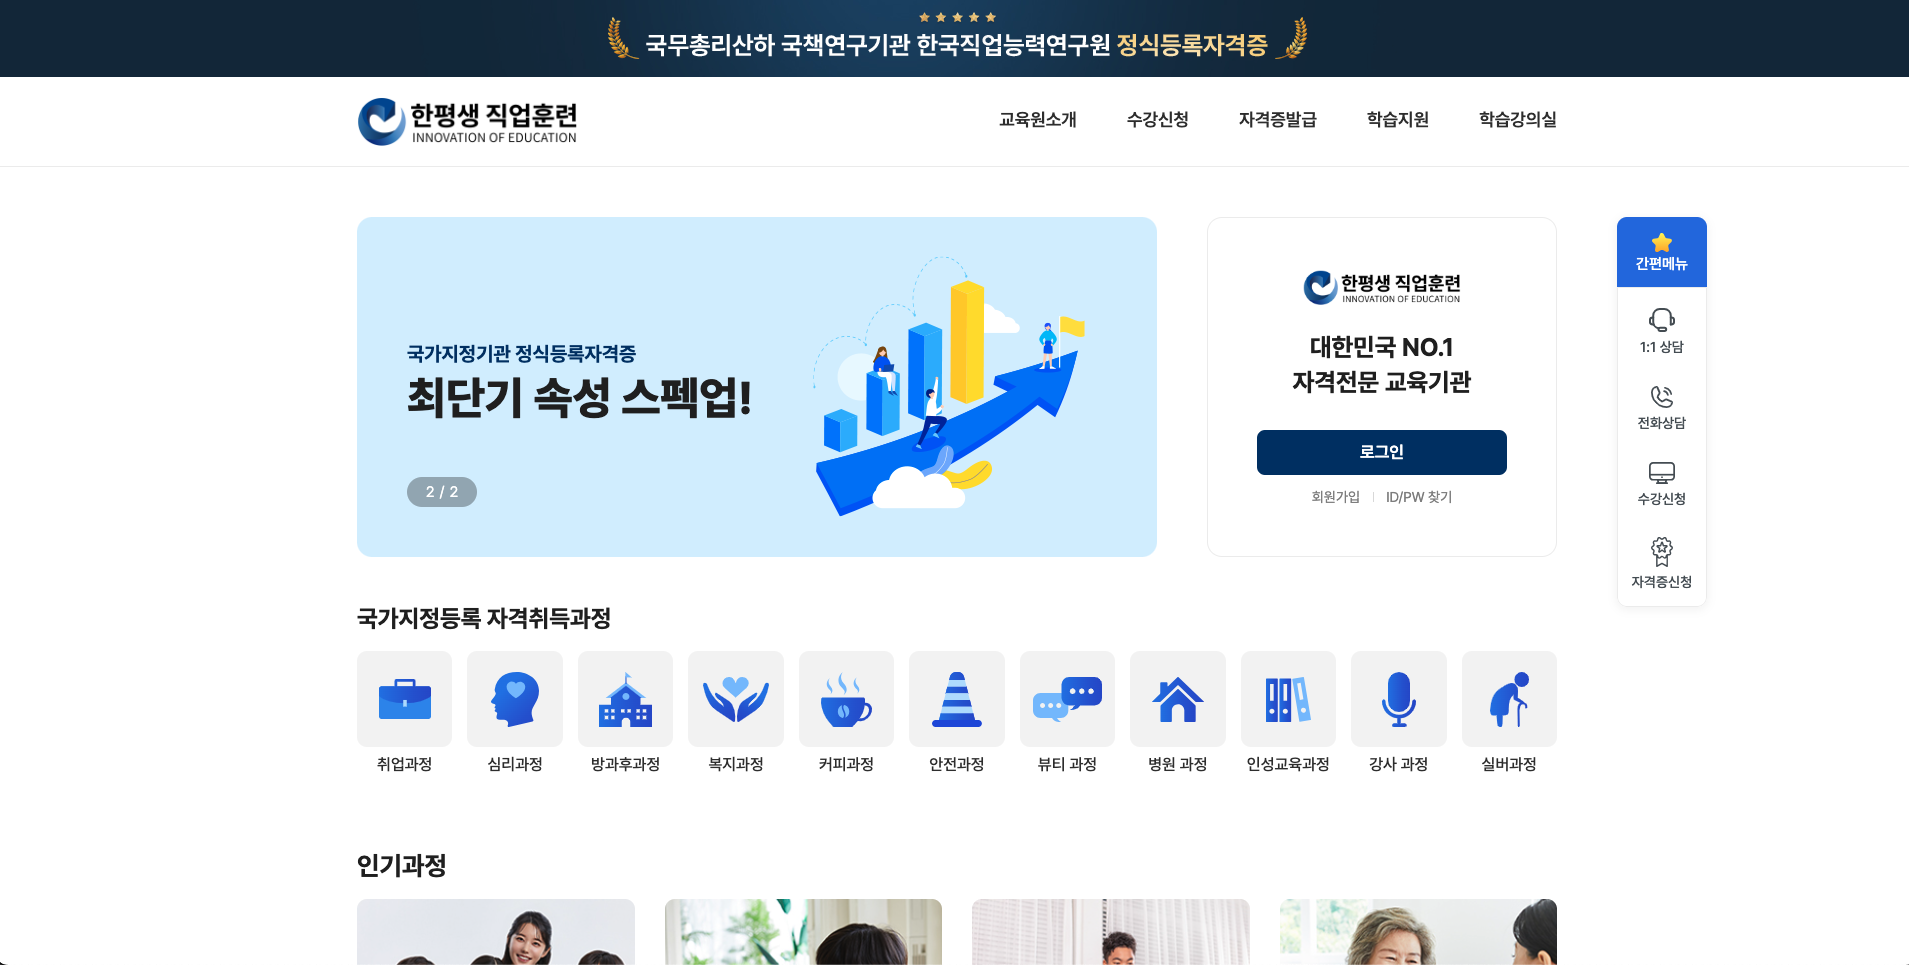 국무총리산하 국책연구기관 한국직업능력연구원 정식등록자격증
한평생 직업훈련
INNOVATION OF EDUCATION
교육원소개
수강신청
자격증발급
학습지원
학습강의실
국가지정기관 정식등록자격증
최단기 속성 스펙업!
2 / 2
한평생 직업훈련
INNOVATION OF EDUCATION
대한민국 NO.1
자격전문 교육기관
로그인
회원가입
ID/PW 찾기
간편메뉴
1:1 상담
전화상담
수강신청
자격증신청
국가지정등록 자격취득과정
취업과정
심리과정
방과후과정
복지과정
커피과정
안전과정
뷰티 과정
병원 과정
인성교육과정
강사 과정
실버과정
인기과정